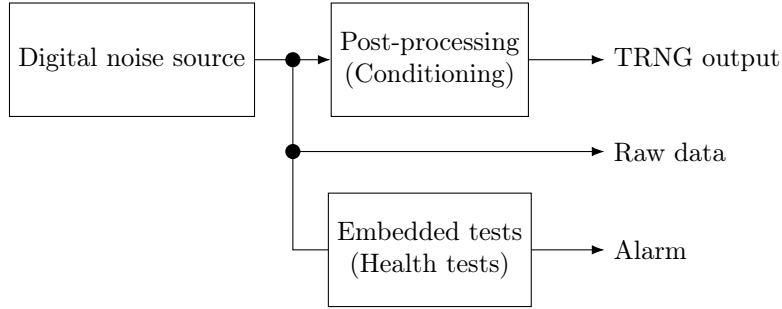 Digital noise source
Post-processing
(Conditioning)
TRNG output
Raw data
Embedded tests
(Health tests)
Alarm